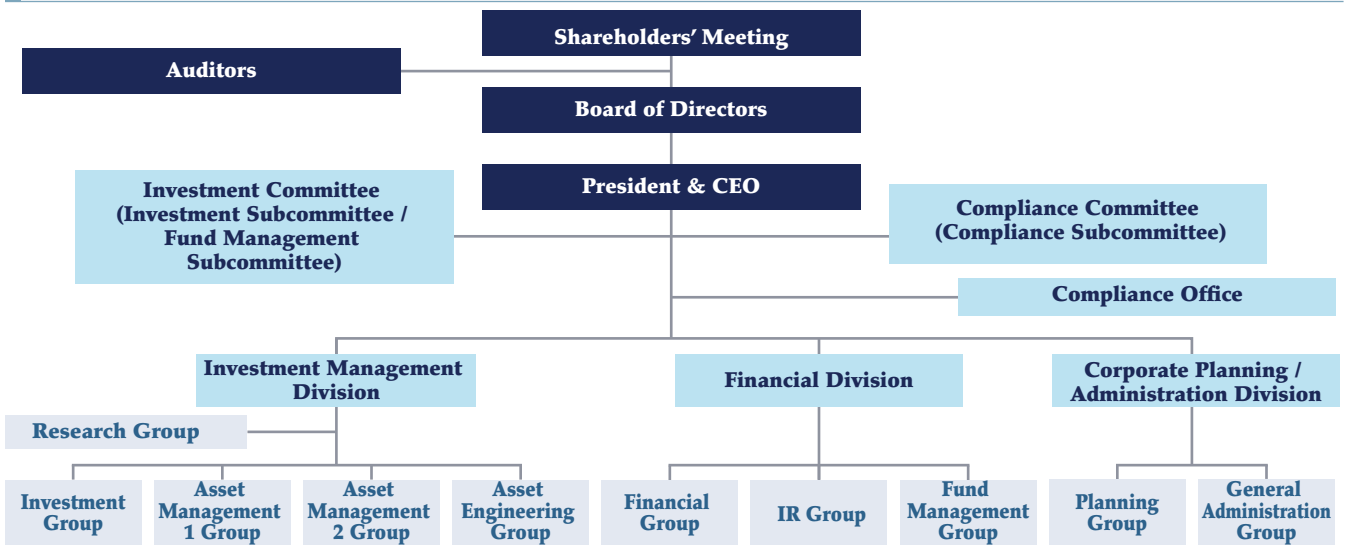 Shareholders’ Meeting
Auditors
Board of Directors
President & CEO
Investment Committee
(Investment Subcommittee /
Fund Management
Subcommittee)
Compliance Committee
(Compliance Subcommittee)
Compliance Office
Investment Management
Division
Financial Division
Corporate Planning /
Administration Division
Research Group
Investment
Group
Asset
Management
1 Group
Asset
Management
2 Group
Asset
Engineering
Group
Financial
Group
IR Group
Fund
Management
Group
Planning
Group
General
Administration
Group